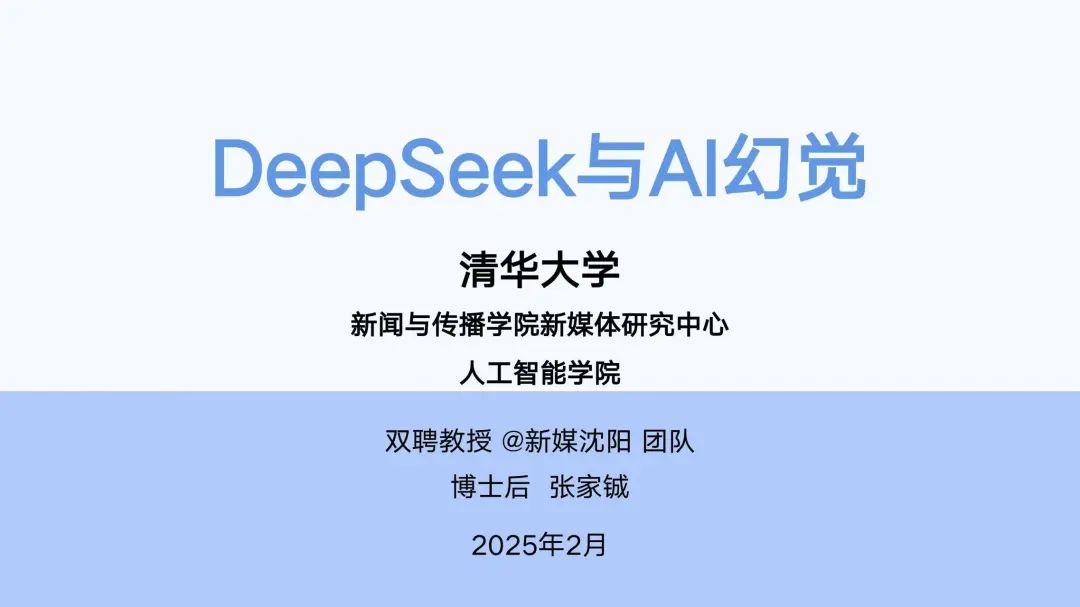 DeepSeek与AI幻觉
清华大学
新闻与传播学院新媒体研究中心
人工智能学院
双聘教授 @新媒沈阳 团队
博士后 张家铖
2025年2月